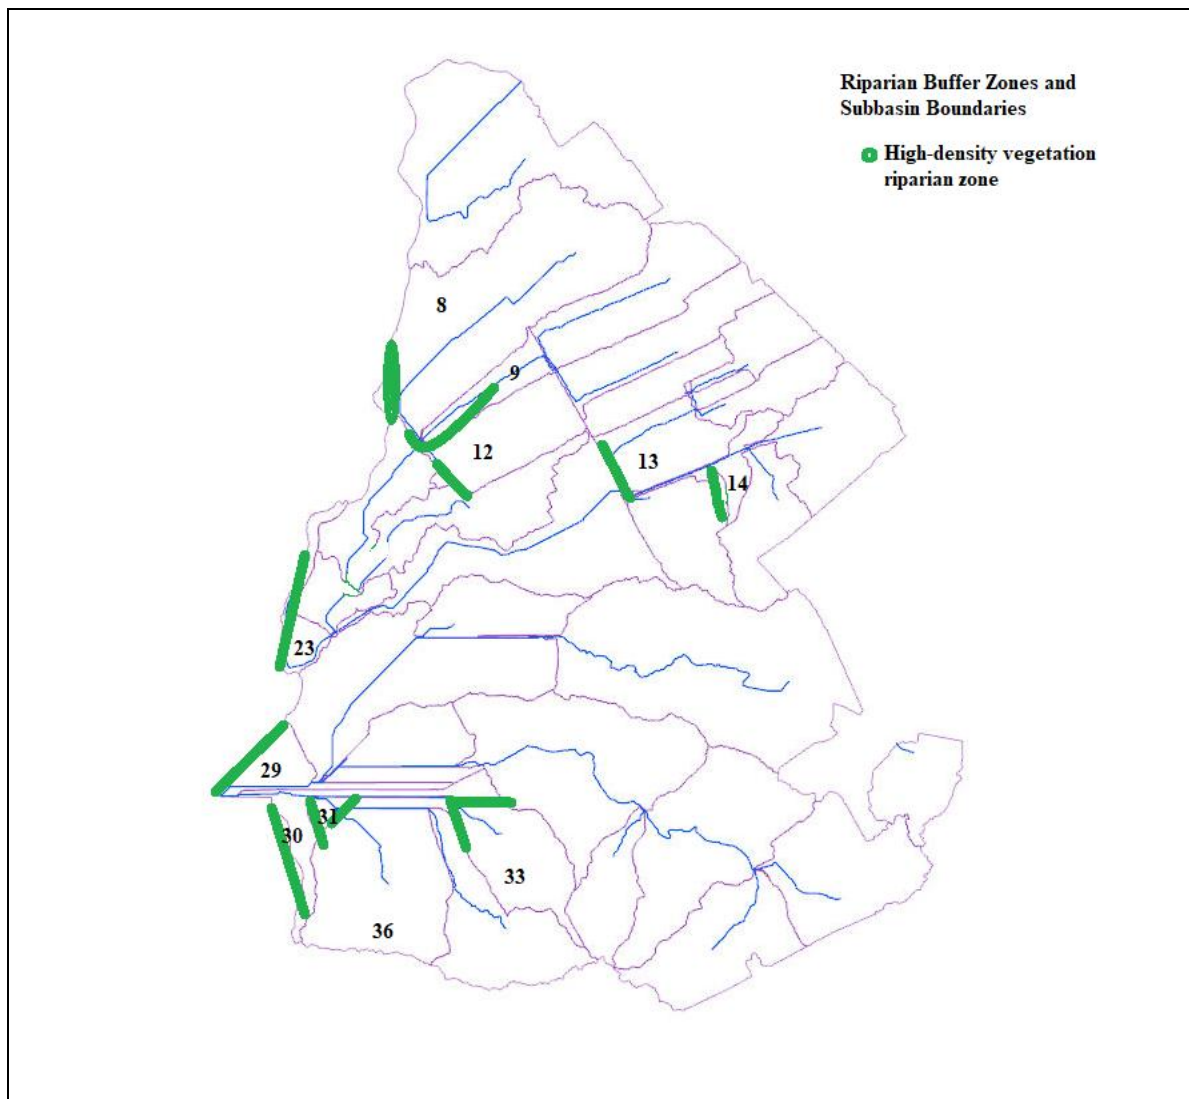 Riparian Buffer Zones and
Subbasin Boundaries
High-density vegetation
riparian zone
8
9
12
13
14
23
29
31
30
33
36